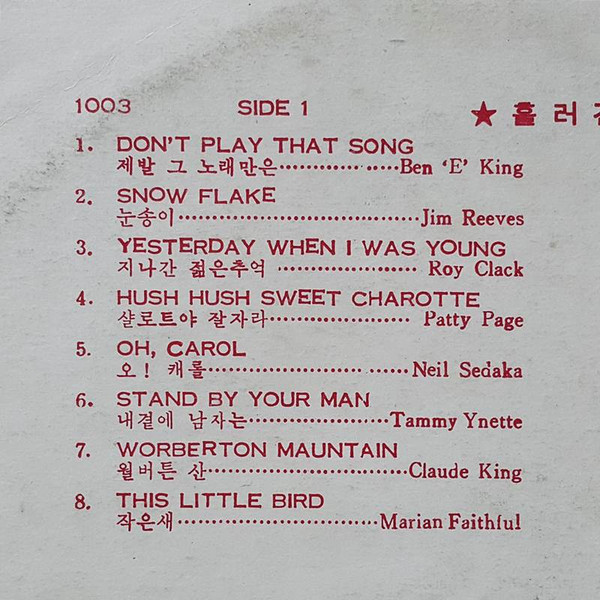 1003 SIDE 1 ★ 흘러간
1. DON'T PLAY THAT SONG
제발 그 노래만은·····················Ben 'E' King
2. SNOW FLAKE
눈송이·····································Jim Reeves
3. YESTERDAY WHEN I WAS YOUNG
지나간 젊은추억 ····················· Roy Clack
4. HUSH HUSH SWEET CHAROTTE
샬로트야 잘자라····················· Patty Page
5. OH, CAROL
오! 캐롤·······························Neil Sedaka
6. STAND BY YOUR MAN
내곁에 남자는·····················Tammy Ynette
7. WORBERTON MAUNTAIN
월버튼 산······························Claude King
8. THIS LITTLE BIRD
작은새······························Marian Faithful